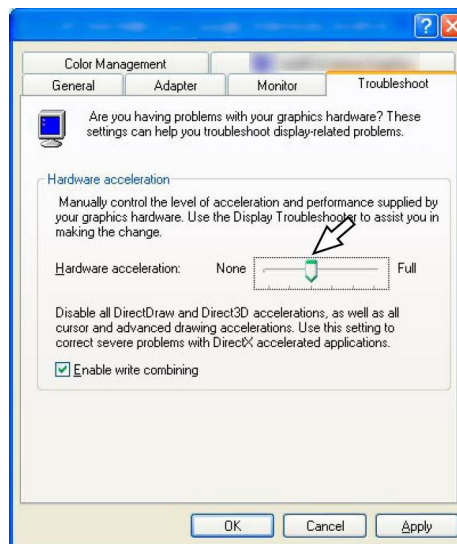 Color Management
General
Adapter
Monitor
Troubleshoot
Are you having problems with your graphics hardware? These
settings can help you troubleshoot display-related problems.
Hardware acceleration
Manually control the level of acceleration and performance supplied by
your graphics hardware. Use the Display Troubleshooter to assist you in
making the change.
Hardware acceleration: None Full
Disable all DirectDraw and Direct3D accelerations, as well as all
cursor and advanced drawing accelerations. Use this setting to
correct severe problems with DirectX accelerated applications.
Enable write combining
OK Cancel Apply